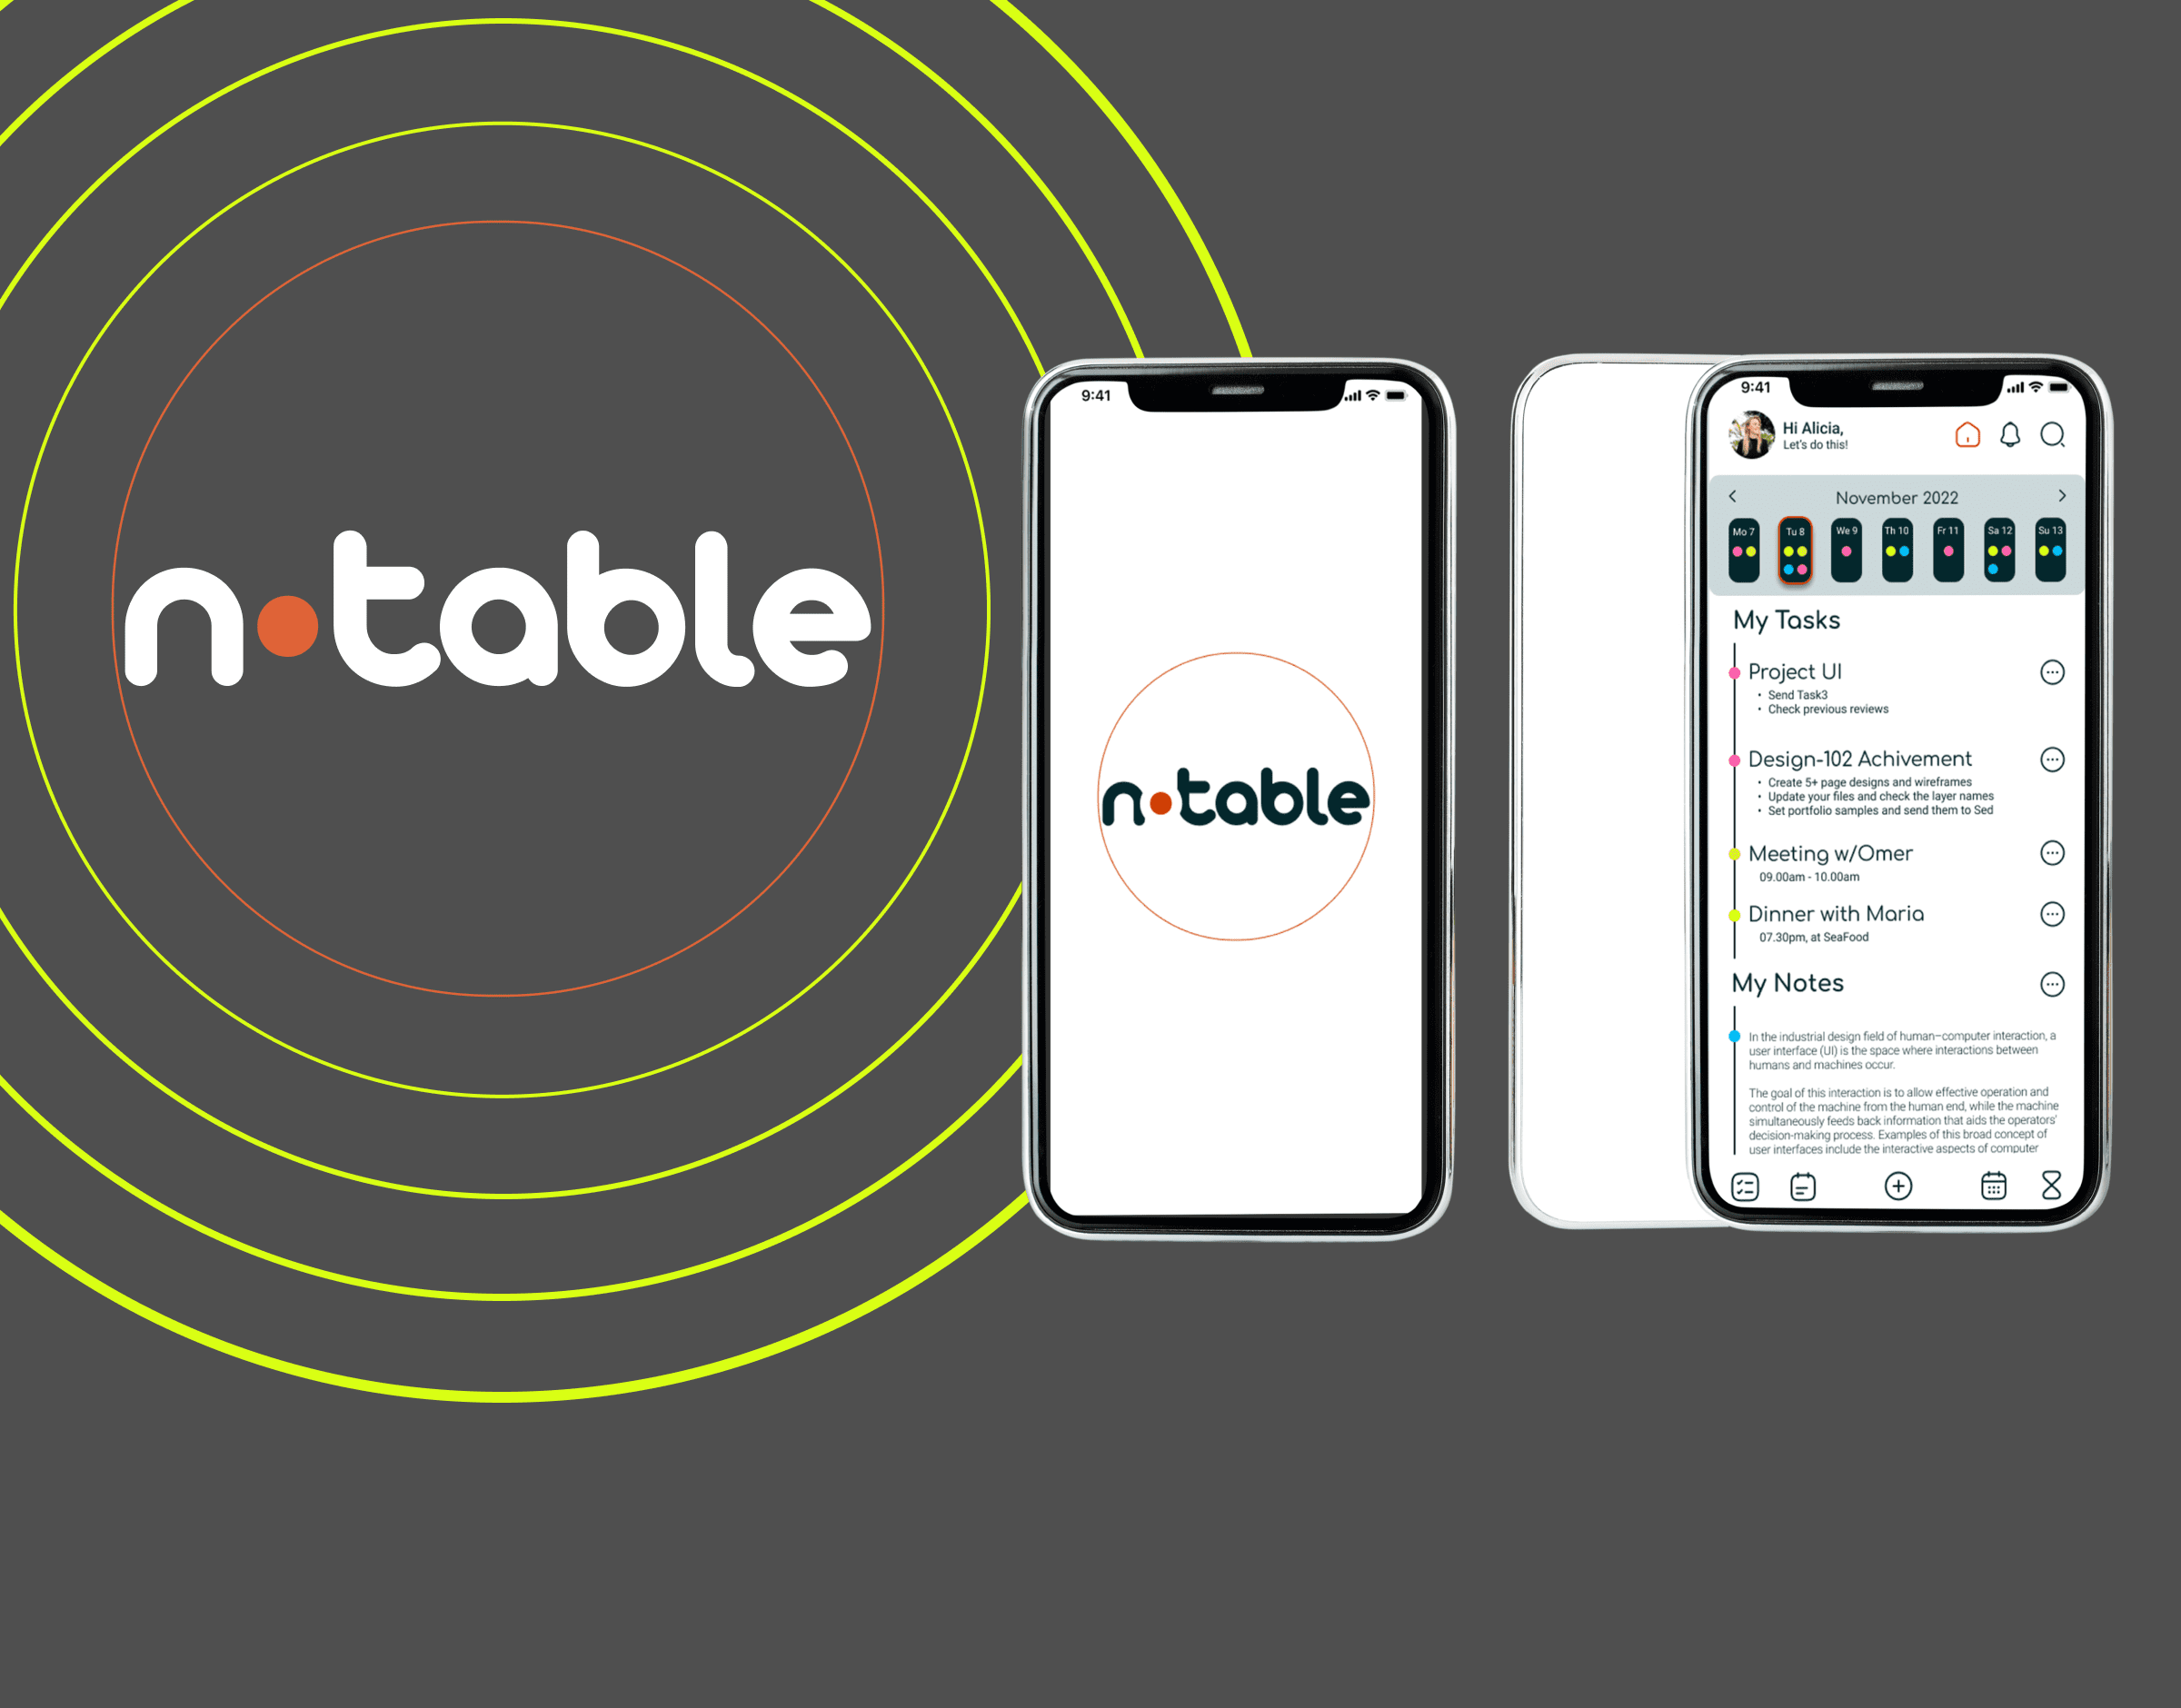 n•table
9:41
n•table
9:41
Hi Alicia,
Let's do this!
November 2022
Mo 7 Tu 8 We 9 Th 10 Fr 11 Sa 12 Su 13
My Tasks
Project UI
• Send Task3
• Check previous reviews
Design-102 Achivement
• Create 5+ page designs and wireframes
• Update your files and check the layer names
• Set portfolio samples and send them to Sed
Meeting w/Omer
09.00am - 10.00am
Dinner with Maria
07.30pm, at SeaFood
My Notes
In the industrial design field of human–computer interaction, a
user interface (UI) is the space where interactions between
humans and machines occur.
The goal of this interaction is to allow effective operation and
control of the machine from the human end, while the machine
simultaneously feeds back information that aids the operators'
decision-making process. Examples of this broad concept of
user interfaces include the interactive aspects of computer